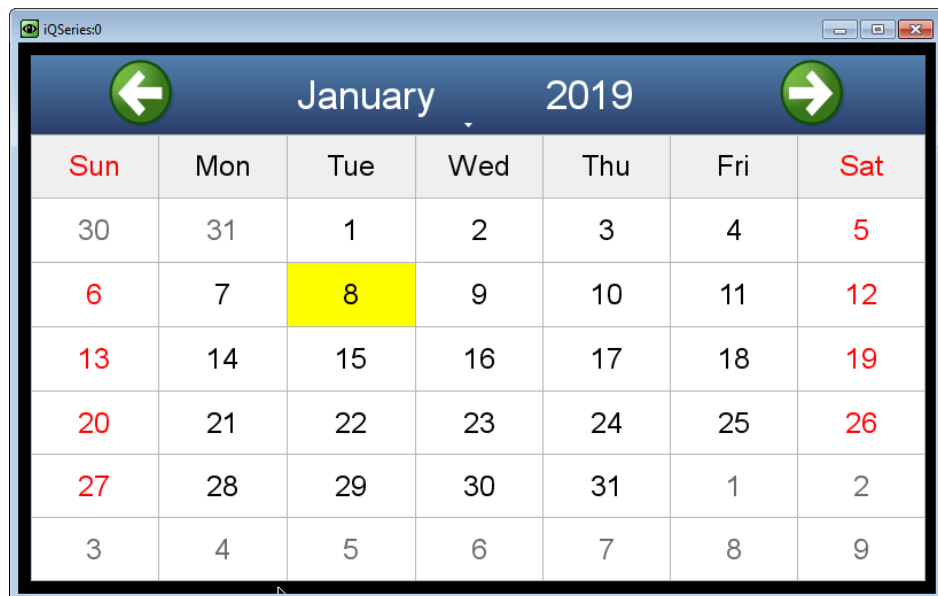 iQSeries:0
January 2019
Sun Mon Tue Wed Thu Fri Sat
30 31 1 2 3 4 5
6 7 8 9 10 11 12
13 14 15 16 17 18 19
20 21 22 23 24 25 26
27 28 29 30 31 1 2
3 4 5 6 7 8 9